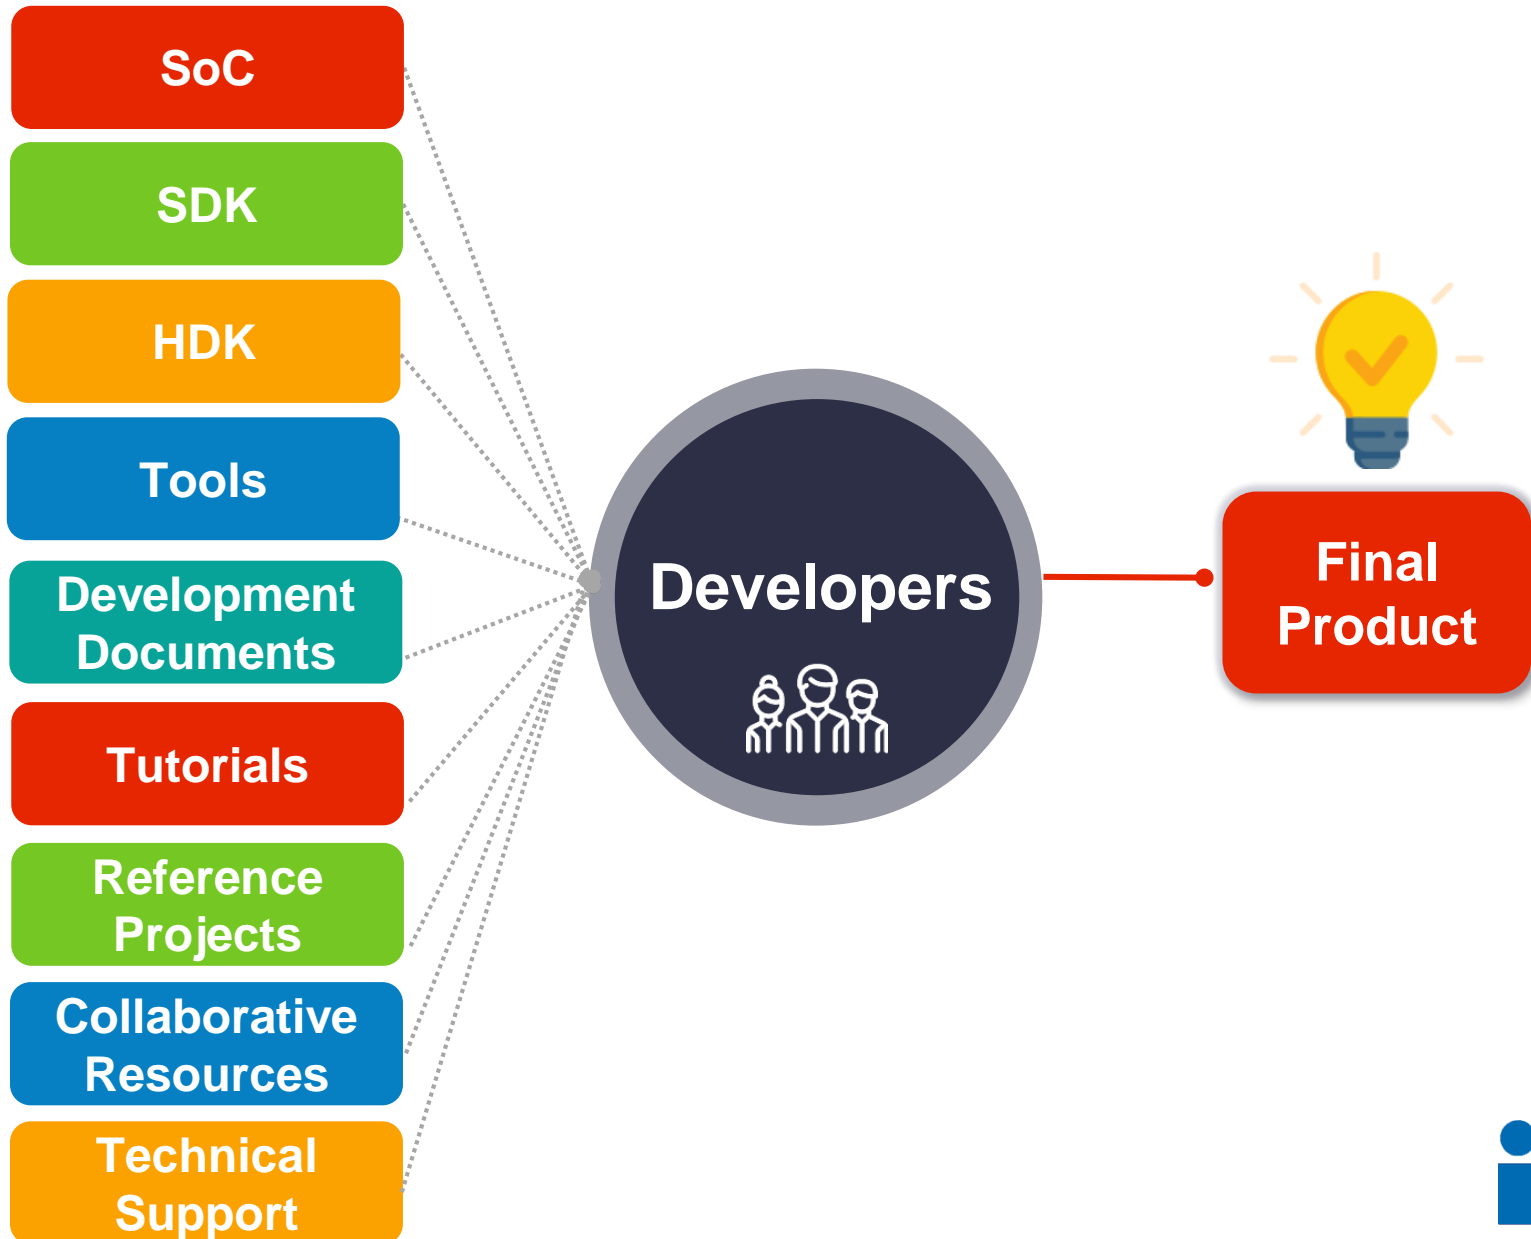 SoC
SDK
HDK
Tools
Development
Documents
Tutorials
Reference
Projects
Collaborative
Resources
Technical
Support
Developers
Final
Product